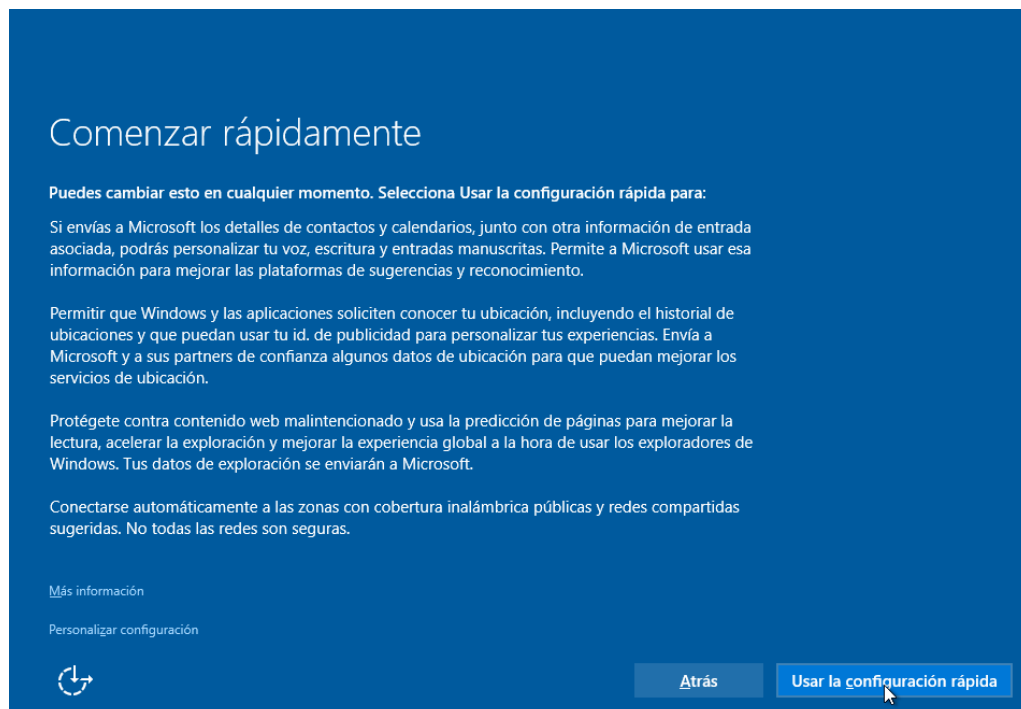 Comenzar rápidamente
Puedes cambiar esto en cualquier momento. Selecciona Usar la configuración rápida para:
Si envías a Microsoft los detalles de contactos y calendarios, junto con otra información de entrada
asociada, podrás personalizar tu voz, escritura y entradas manuscritas. Permite a Microsoft usar esa
información para mejorar las plataformas de sugerencias y reconocimiento.
Permitir que Windows y las aplicaciones soliciten conocer tu ubicación, incluyendo el historial de
ubicaciones y que puedan usar tu id. de publicidad para personalizar tus experiencias. Envía a
Microsoft y a sus partners de confianza algunos datos de ubicación para que puedan mejorar los
servicios de ubicación.
Protégete contra contenido web malintencionado y usa la predicción de páginas para mejorar la
lectura, acelerar la exploración y mejorar la experiencia global a la hora de usar los exploradores de
Windows. Tus datos de exploración se enviarán a Microsoft.
Conectarse automáticamente a las zonas con cobertura inalámbrica públicas y redes compartidas
sugeridas. No todas las redes son seguras.
Más información
Personalizar configuración
Atrás
Usar la configuración rápida